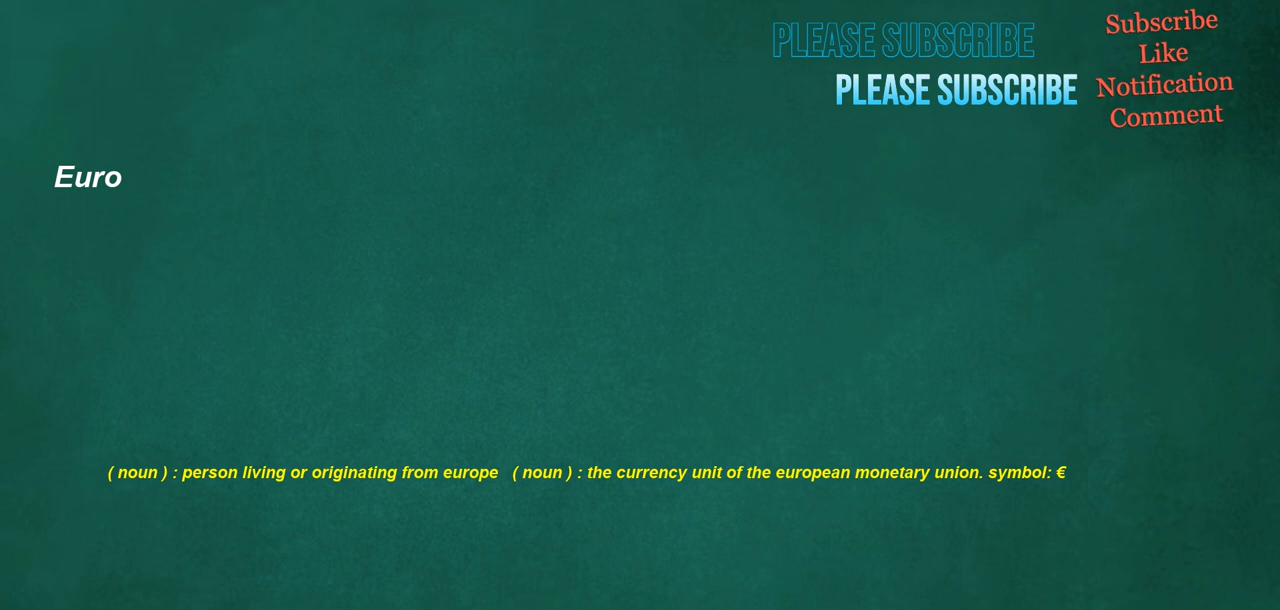 PLEASE SUBSCRIBE
PLEASE SUBSCRIBE
Subscribe
Like
Notification
Comment
Euro
( noun ) : person living or originating from europe   ( noun ) : the currency unit of the european monetary union. symbol: €